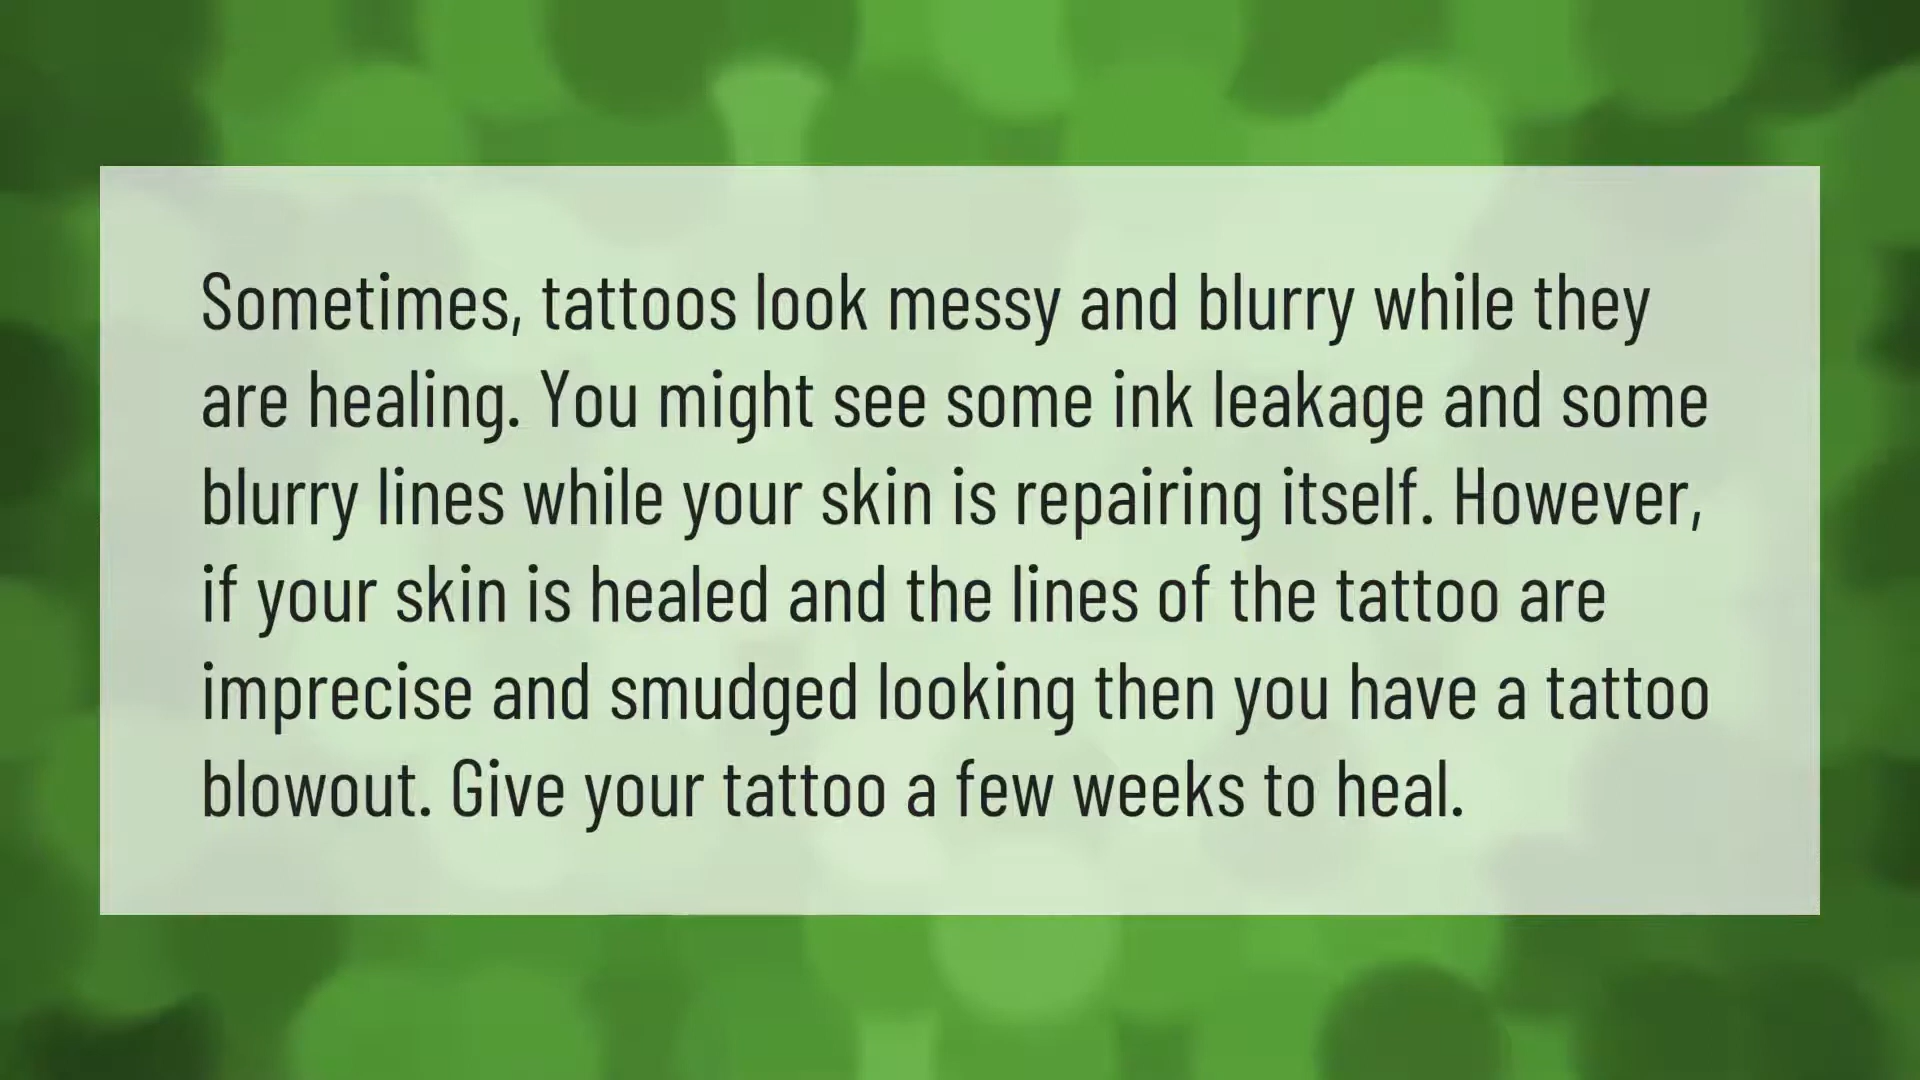 Sometimes, tattoos look messy and blurry while they
are healing. You might see some ink leakage and some
blurry lines while your skin is repairing itself. However,
if your skin is healed and the lines of the tattoo are
imprecise and smudged looking then you have a tattoo
blowout. Give your tattoo a few weeks to heal.